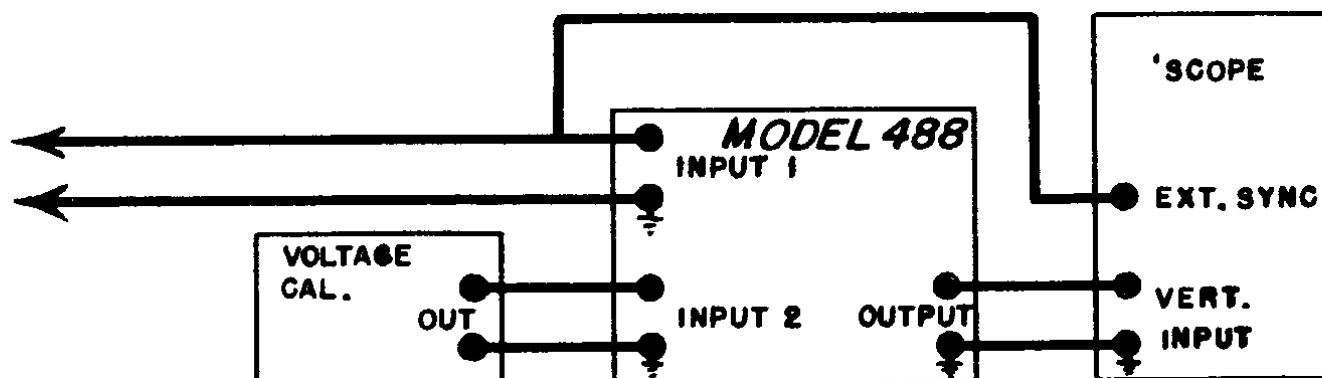 'SCOPE
MODEL 488
INPUT 1
EXT. SYNC
VOLTAGE
CAL.
OUT
INPUT 2
OUTPUT
VERT.
INPUT